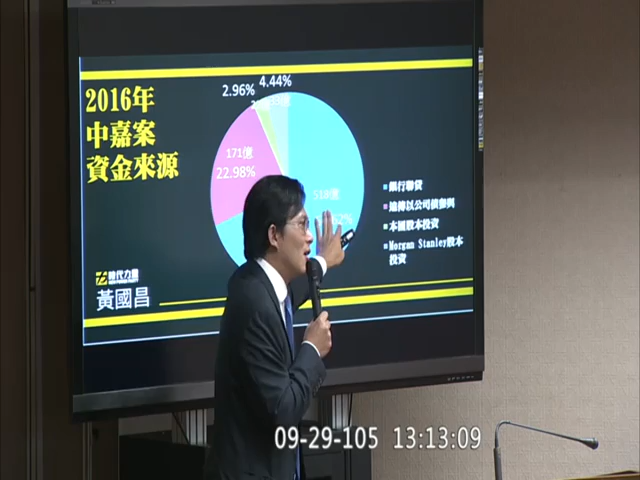 2016年
中嘉案
資金來源
2.96%
4.44%
171億
22.98%
銀行聯貸
遠傳以公司債參與
本國股本投資
Morgan Stanley股本
投資
時代力量
黃國昌
09-29-105 13:13:09